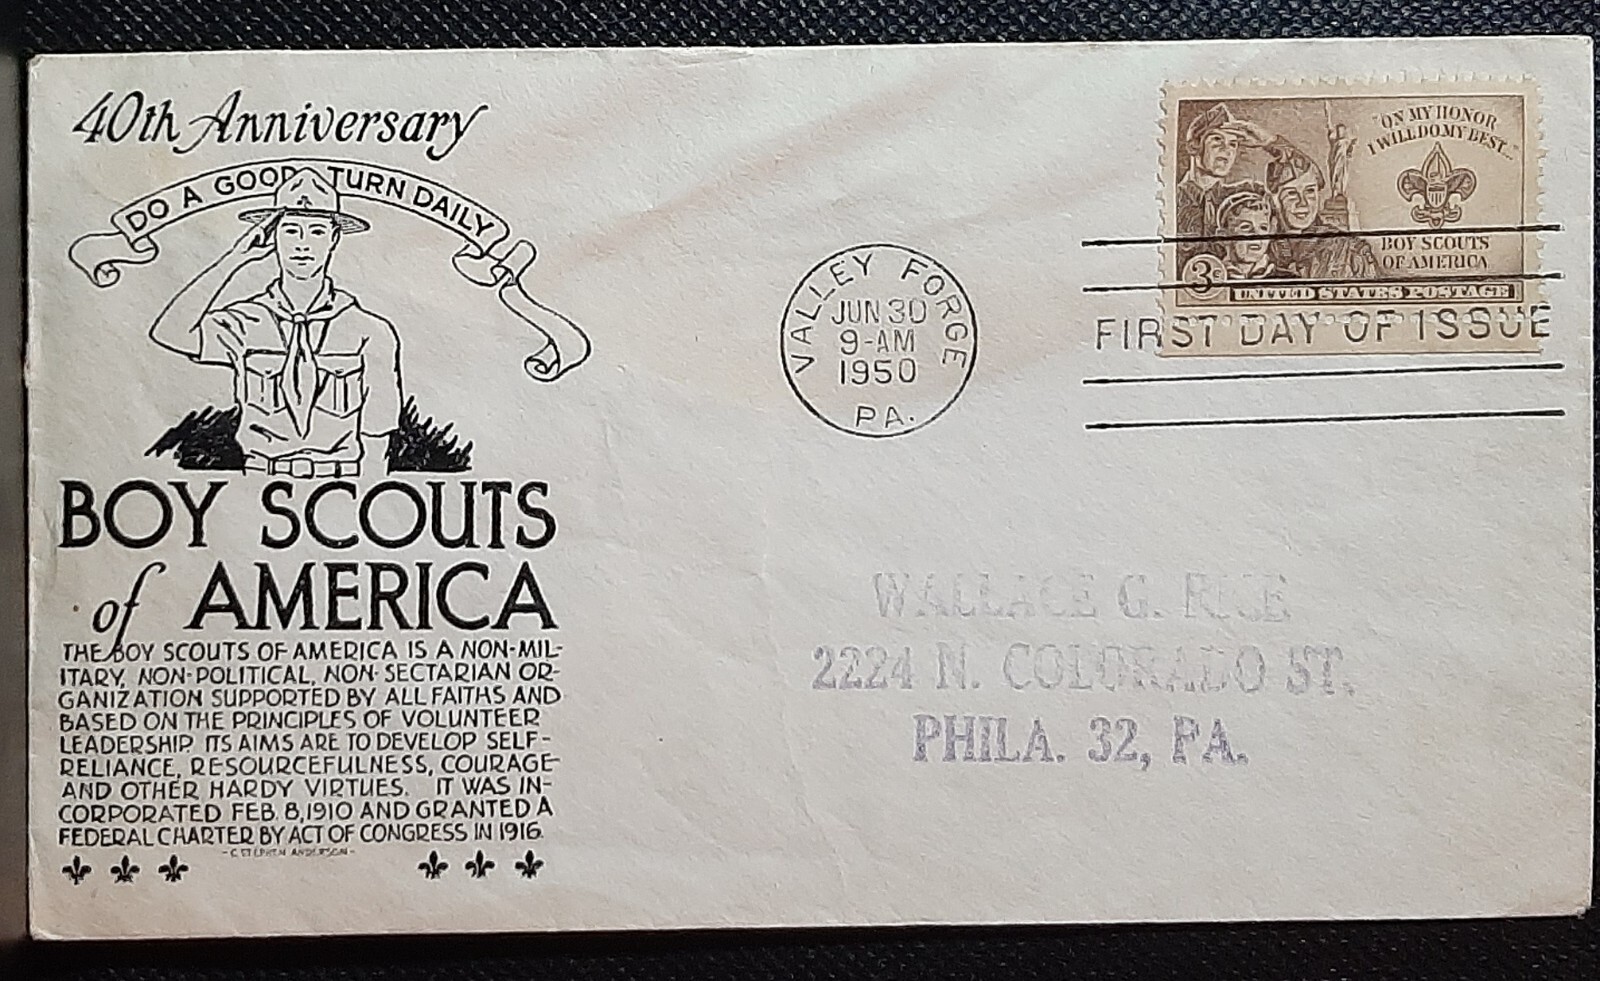 40th Anniversary
DO A GOOD TURN DAILY
BOY SCOUTS
of AMERICA
THE BOY SCOUTS OF AMERICA IS A NON-MIL-
ITARY, NON-POLITICAL, NON-SECTARIAN OR-
GANIZATION SUPPORTED BY ALL FAITHS AND
BASED ON THE PRINCIPLES OF VOLUNTEER
LEADERSHIP. ITS AIMS ARE TO DEVELOP SELF-
RELIANCE, RESOURCEFULNESS, COURAGE
AND OTHER HARDY VIRTUES. IT WAS IN-
CORPORATED FEB. 8, 1910 AND GRANTED A
FEDERAL CHARTER BY ACT OF CONGRESS IN 1916.
-C. STEPHEN ANDERSON-
VALLEY FORGE
JUN 30
9-AM
1950
PA.
"ON MY HONOR
I WILL DO MY BEST..."
BOY SCOUTS
OF AMERICA
3¢
UNITED STATES POSTAGE
FIRST DAY OF ISSUE
WALLACE G. RICE
2224 N. COLORADO ST.
PHILA. 32, PA.